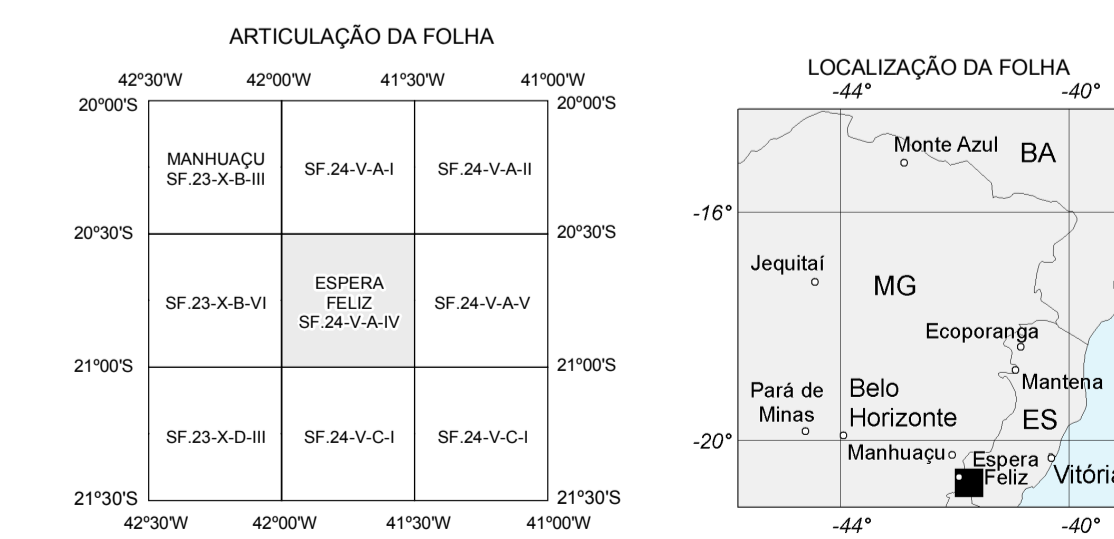 ARTICULAÇÃO DA FOLHA
42º30'W 42º00'W 41º30'W 41º00'W
20º00'S 20º00'S
MANHUAÇU
SF.23-X-B-III
SF.24-V-A-I
SF.24-V-A-II
20º30'S 20º30'S
SF.23-X-B-VI
ESPERA
FELIZ
SF.24-V-A-IV
SF.24-V-A-V
21º00'S 21º00'S
SF.23-X-D-III
SF.24-V-C-I
SF.24-V-C-I
21º30'S 21º30'S
42º30'W 42º00'W 41º30'W 41º00'W
LOCALIZAÇÃO DA FOLHA
-44° -40°
Monte Azul
BA
-16°
Jequitaí
MG
Ecoporanga
Mantena
Pará de
Minas
Belo
Horizonte
ES
-20°
Manhuaçu
Espera
Feliz
Vitória
-44° -40°